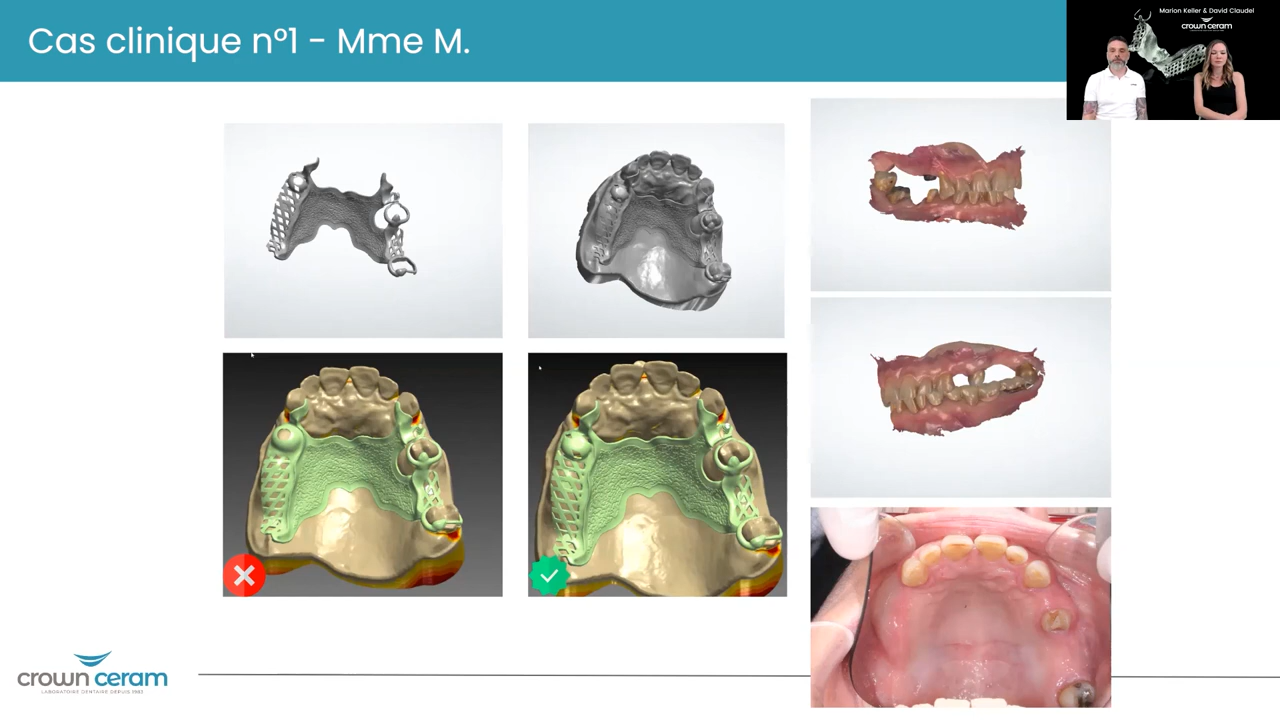 Cas clinique n°1 - Mme M.
Marion Keller & David Claudel
crown ceram
crown ceram
LABORATOIRE DENTAIRE DEPUIS 1983